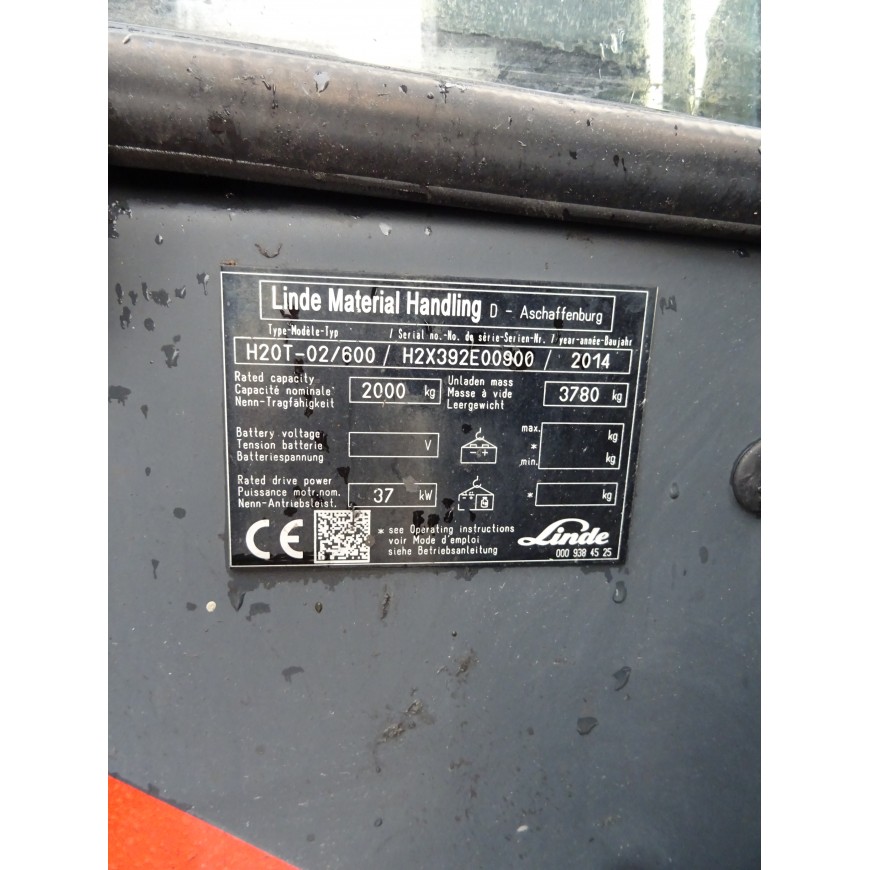 Linde Material Handling D - Aschaffenburg
Type-Modèle-Typ / Serial no.-No. de série-Serien-Nr. / year-année-Baujahr
H20T-02/600 / H2X392E00900 / 2014
Rated capacity
Capacité nominale
Nenn-Tragfähigkeit
2000 kg
Unladen mass
Masse à vide
Leergewicht
3780 kg
Battery voltage
Tension batterie
Batteriespannung
V
max. kg
*
min. kg
Rated drive power
Puissance motr.nom.
Nenn-Antriebsleist.
37 kW
* kg
CE
* see Operating instructions
voir Mode d'emploi
siehe Betriebsanleitung
Linde
000 938 45 25